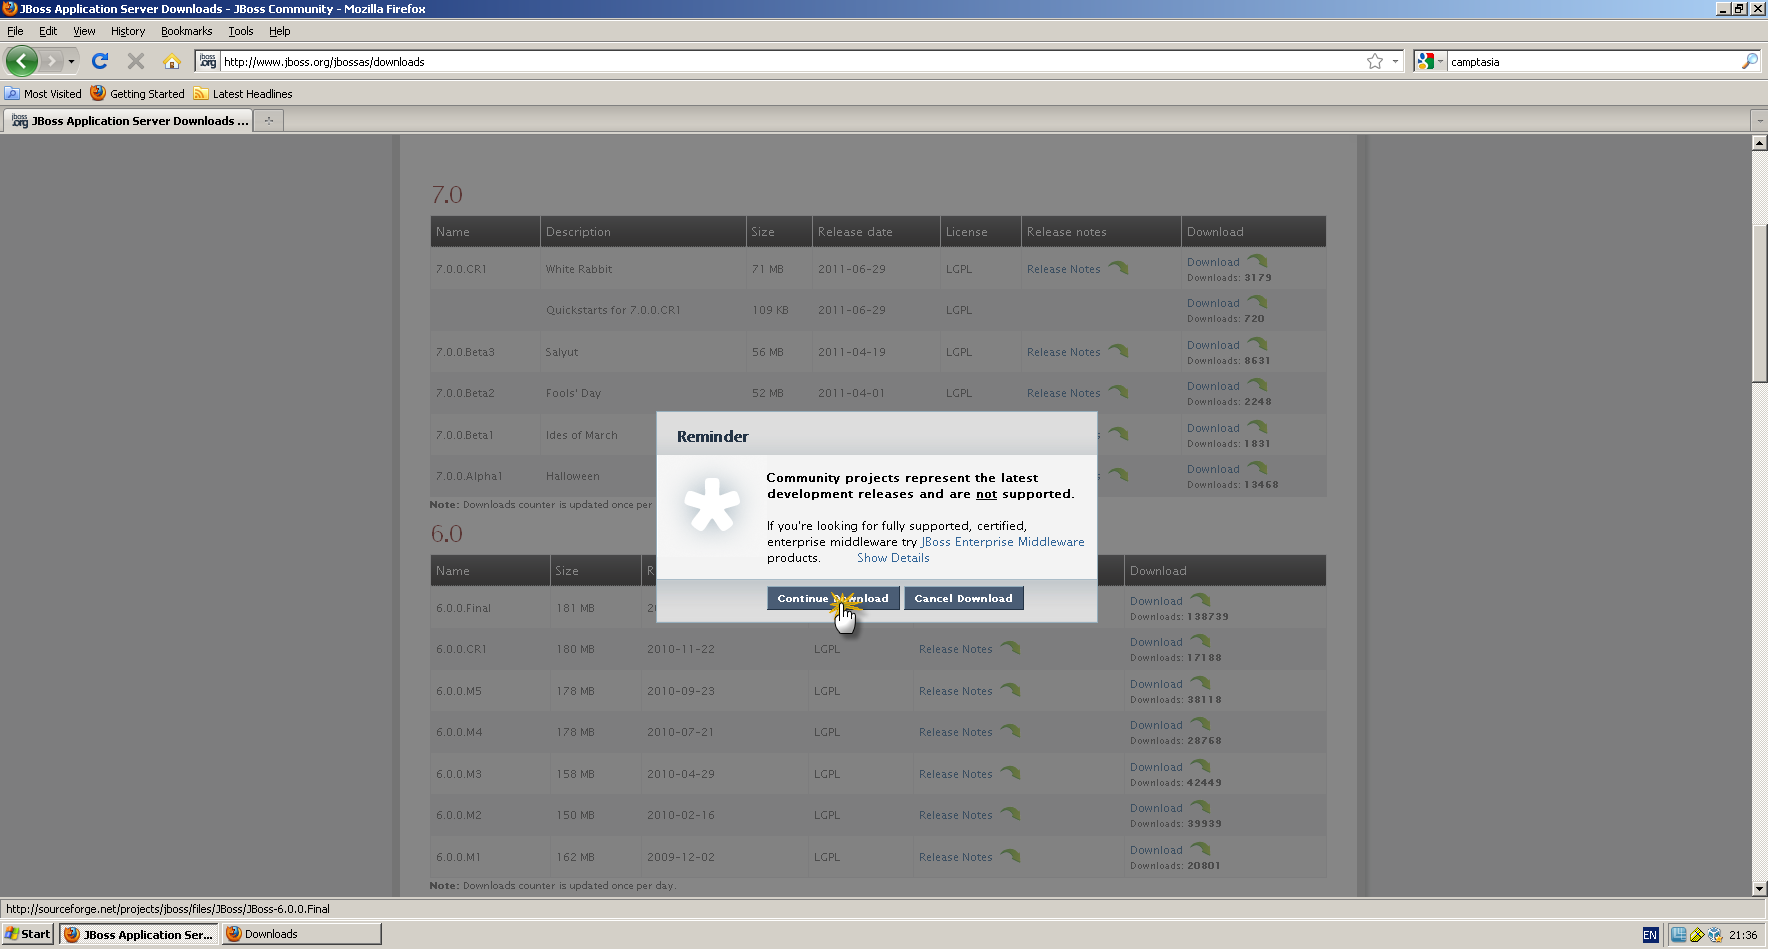 JBoss Application Server Downloads - JBoss Community - Mozilla Firefox
File Edit View History Bookmarks Tools Help
jboss .org http://www.jboss.org/jbossas/downloads camptasia
Most Visited Getting Started Latest Headlines
jboss .org JBoss Application Server Downloads ...
7.0
Name Description Size Release date License Release notes Download
7.0.0.CR1 White Rabbit 71 MB 2011-06-29 LGPL Release Notes Download
Downloads: 3179
Quickstarts for 7.0.0.CR1 109 KB 2011-06-29 LGPL Download
Downloads: 720
7.0.0.Beta3 Salyut 56 MB 2011-04-19 LGPL Release Notes Download
Downloads: 8631
7.0.0.Beta2 Fools' Day 52 MB 2011-04-01 LGPL Release Notes Download
Downloads: 2248
7.0.0.Beta1 Ides of March s Download
Downloads: 1831
7.0.0.Alpha1 Halloween s Download
Downloads: 13468
Note: Downloads counter is updated once per
Reminder
Community projects represent the latest
development releases and are not supported.
If you're looking for fully supported, certified,
enterprise middleware try JBoss Enterprise Middleware
products. Show Details
Continue Download Cancel Download
6.0
Name Size R Download
6.0.0.Final 181 MB 2 Download
Downloads: 138739
6.0.0.CR1 180 MB 2010-11-22 LGPL Release Notes Download
Downloads: 17188
6.0.0.M5 178 MB 2010-09-23 LGPL Release Notes Download
Downloads: 38118
6.0.0.M4 178 MB 2010-07-21 LGPL Release Notes Download
Downloads: 28768
6.0.0.M3 158 MB 2010-04-29 LGPL Release Notes Download
Downloads: 42449
6.0.0.M2 150 MB 2010-02-16 LGPL Release Notes Download
Downloads: 39939
6.0.0.M1 162 MB 2009-12-02 LGPL Release Notes Download
Downloads: 20801
Note: Downloads counter is updated once per day.
http://sourceforge.net/projects/jboss/files/JBoss/JBoss-6.0.0.Final
Start JBoss Application Ser... Downloads EN 21:36